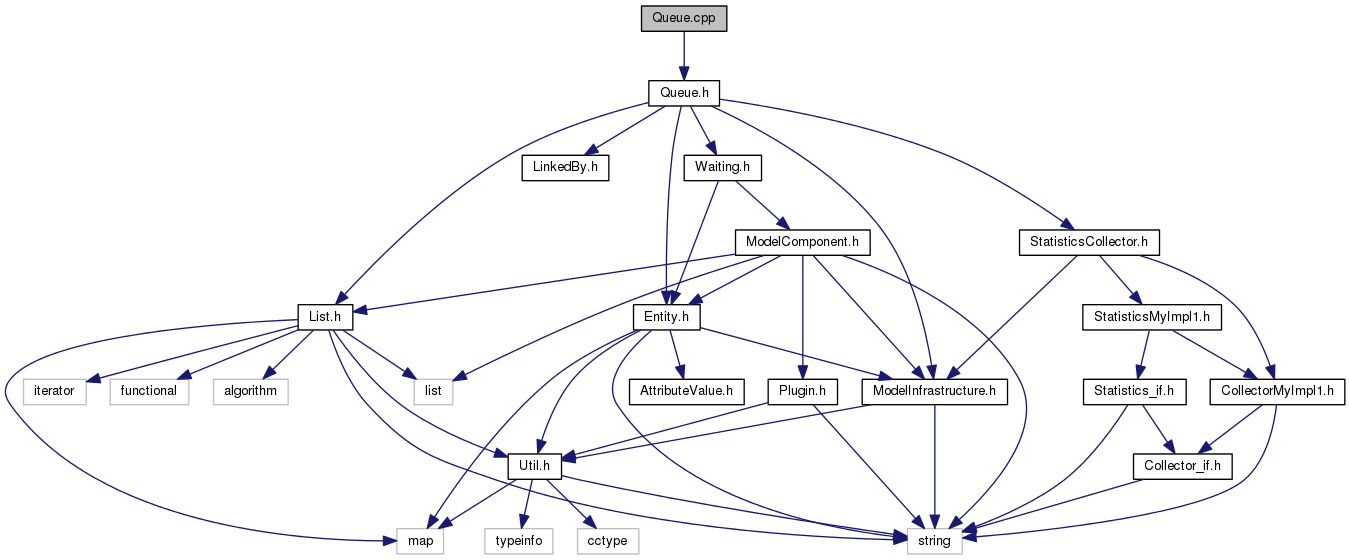 Queue.cpp
Queue.h
LinkedBy.h
Waiting.h
ModelComponent.h
StatisticsCollector.h
List.h
Entity.h
StatisticsMyImpl1.h
iterator
functional
algorithm
list
AttributeValue.h
Plugin.h
ModelInfrastructure.h
Statistics_if.h
CollectorMyImpl1.h
Util.h
Collector_if.h
map
typeinfo
cctype
string